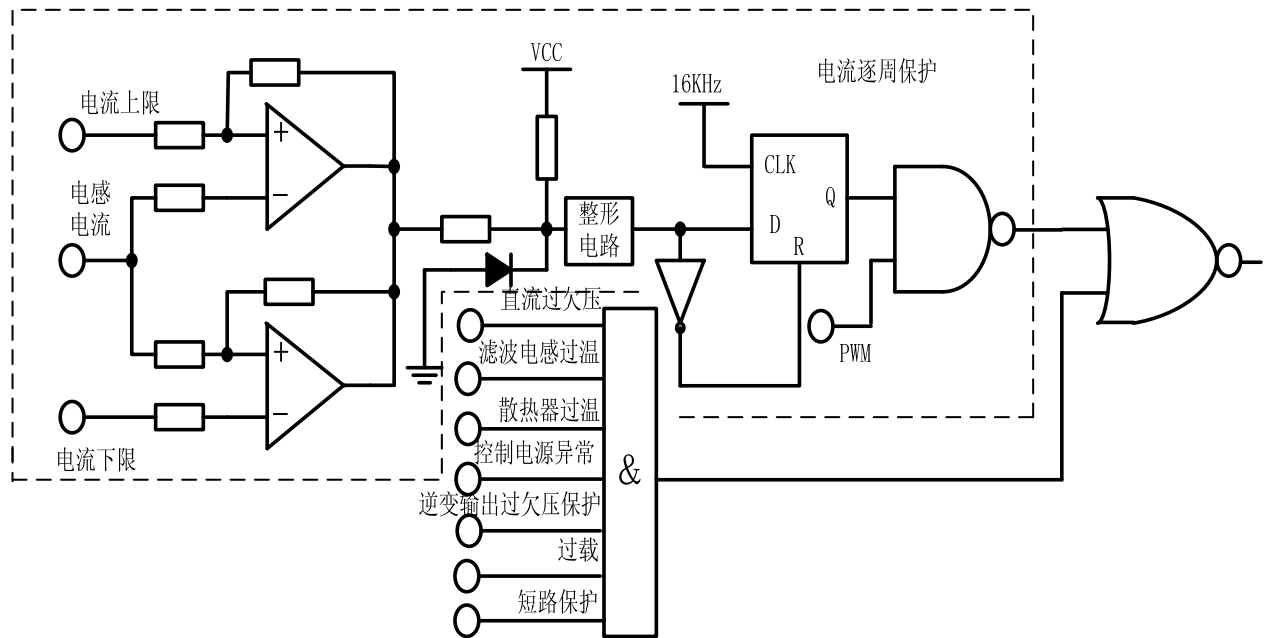 VCC
电流逐周保护
16KHz
电流上限
+
CLK
−
电感
电流
整形
电路
Q
D
R
直流过欠压
PWM
滤波电感过温
+
散热器过温
−
电流下限
控制电源异常
&
逆变输出过欠压保护
过载
短路保护